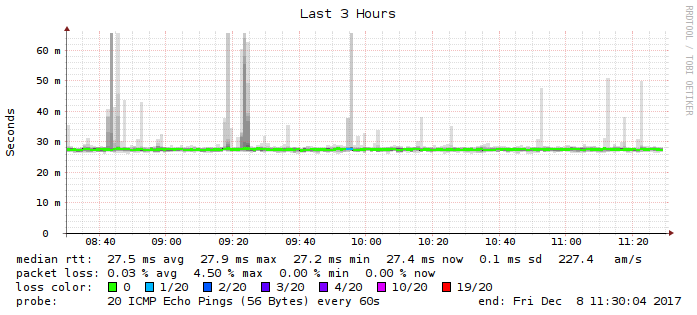 Last 3 Hours
RRDTOOL / TOBI OETIKER
Seconds
60 m
50 m
40 m
30 m
20 m
10 m
0
08:40 09:00 09:20 09:40 10:00 10:20 10:40 11:00 11:20
median rtt: 27.5 ms avg 27.9 ms max 27.2 ms min 27.4 ms now 0.1 ms sd 227.4 am/s
packet loss: 0.03 % avg 4.50 % max 0.00 % min 0.00 % now
loss color: 0 1/20 2/20 3/20 4/20 10/20 19/20
probe: 20 ICMP Echo Pings (56 Bytes) every 60s end: Fri Dec 8 11:30:04 2017